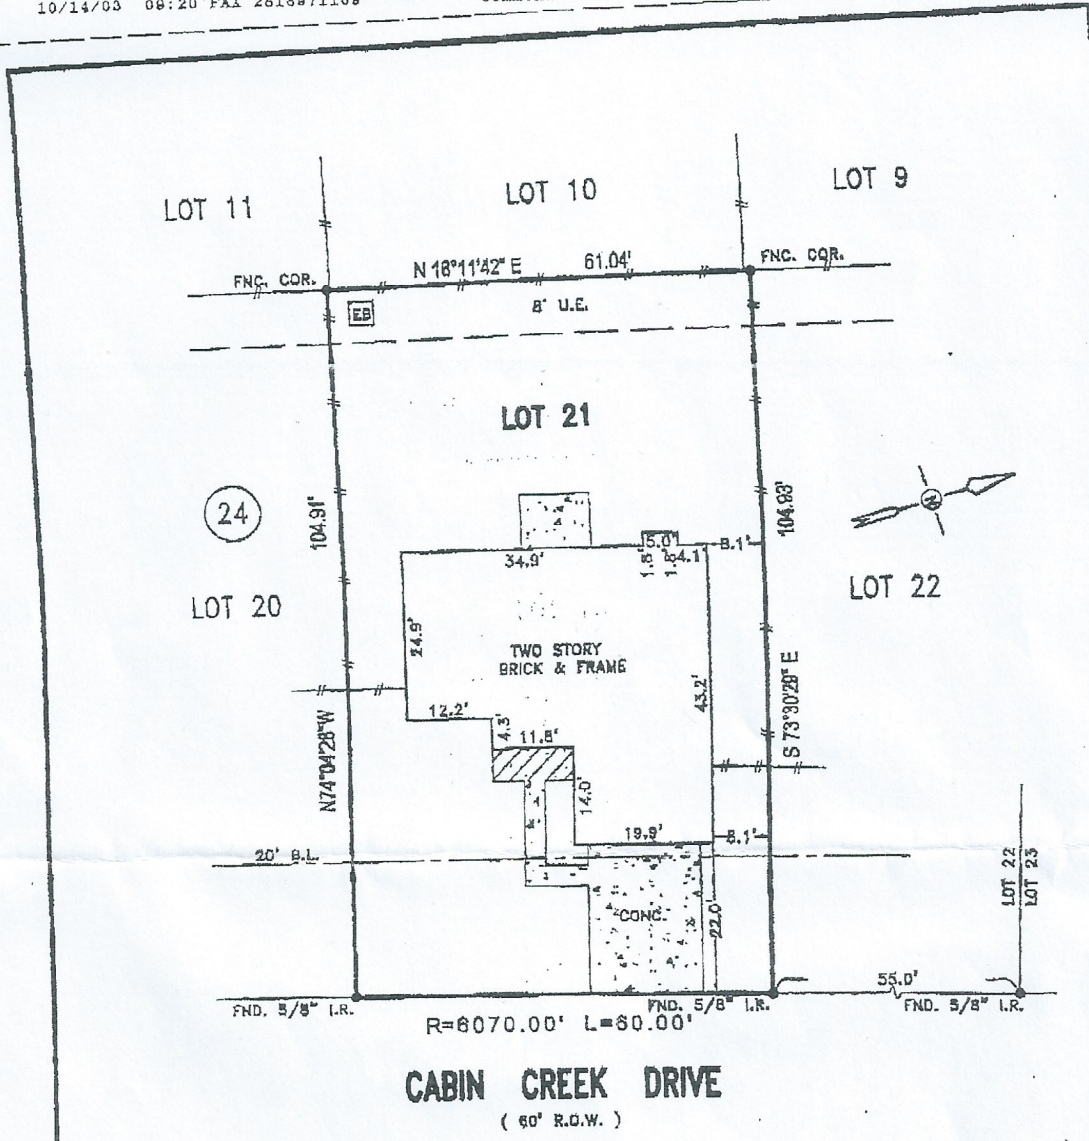 10/14/03 09:20 FAX 2818971109
LOT 11
LOT 10
LOT 9
FNC. COR.
N 16°11'42" E
61.04'
FNC. COR.
EB
8' U.E.
LOT 21
24
104.91'
104.93'
LOT 20
LOT 22
34.9'
5.0'
1.8'
1.8'
4.1'
8.1'
24.9'
TWO STORY
BRICK & FRAME
43.2'
12.2'
4.3'
11.8'
14.0'
N74°04'28"W
S 73°30'29" E
19.9'
8.1'
20' B.L.
LOT 22
LOT 23
CONC.
22.0'
55.0'
FND. 5/8" I.R.
FND. 5/8" I.R.
FND. 5/8" I.R.
R=6070.00' L=60.00'
CABIN CREEK DRIVE
( 60' R.O.W. )